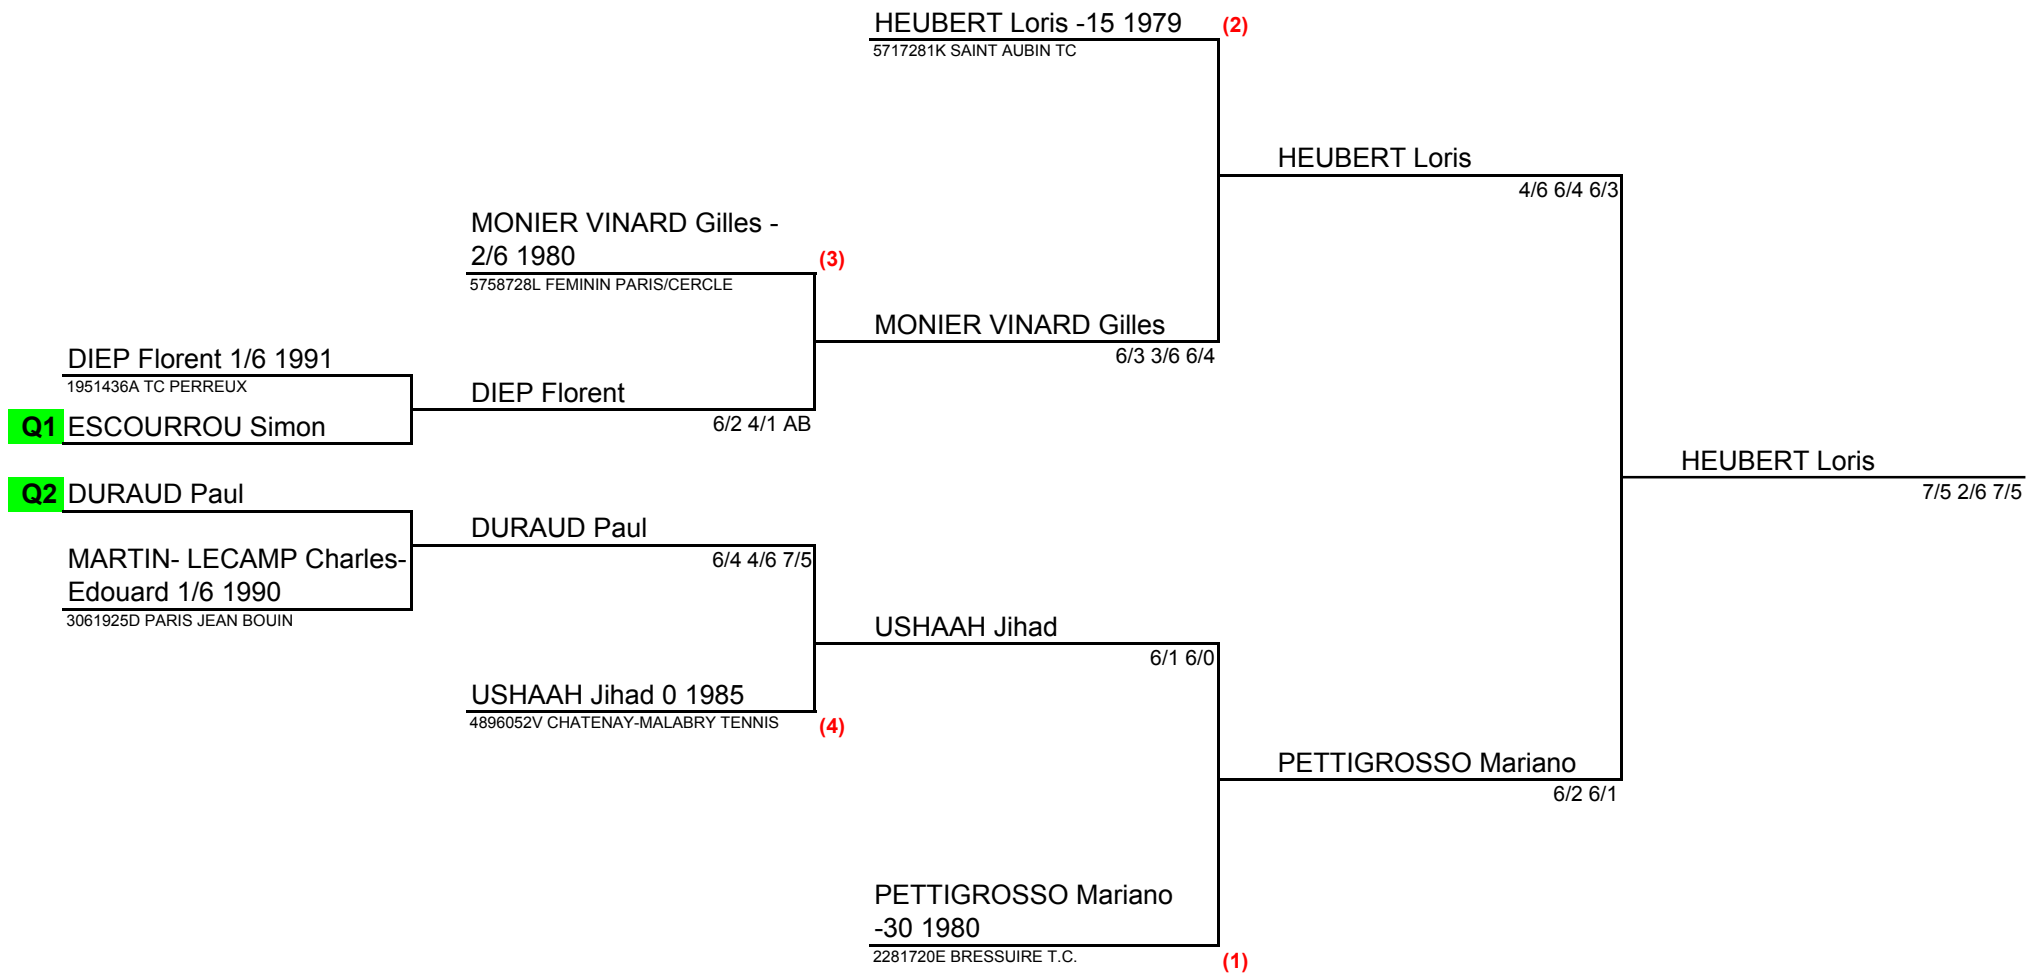 HEUBERT Loris -15 1979
(2)
5717281K SAINT AUBIN TC
HEUBERT Loris
4/6 6/4 6/3
MONIER VINARD Gilles -
2/6 1980
(3)
5758728L FEMININ PARIS/CERCLE
MONIER VINARD Gilles
6/3 3/6 6/4
DIEP Florent 1/6 1991
1951436A TC PERREUX
DIEP Florent
6/2 4/1 AB
Q1 ESCOURROU Simon
HEUBERT Loris
7/5 2/6 7/5
Q2 DURAUD Paul
DURAUD Paul
6/4 4/6 7/5
MARTIN- LECAMP Charles-
Edouard 1/6 1990
3061925D PARIS JEAN BOUIN
USHAAH Jihad
6/1 6/0
USHAAH Jihad 0 1985
4896052V CHATENAY-MALABRY TENNIS
(4)
PETTIGROSSO Mariano
6/2 6/1
PETTIGROSSO Mariano
-30 1980
2281720E BRESSUIRE T.C.
(1)